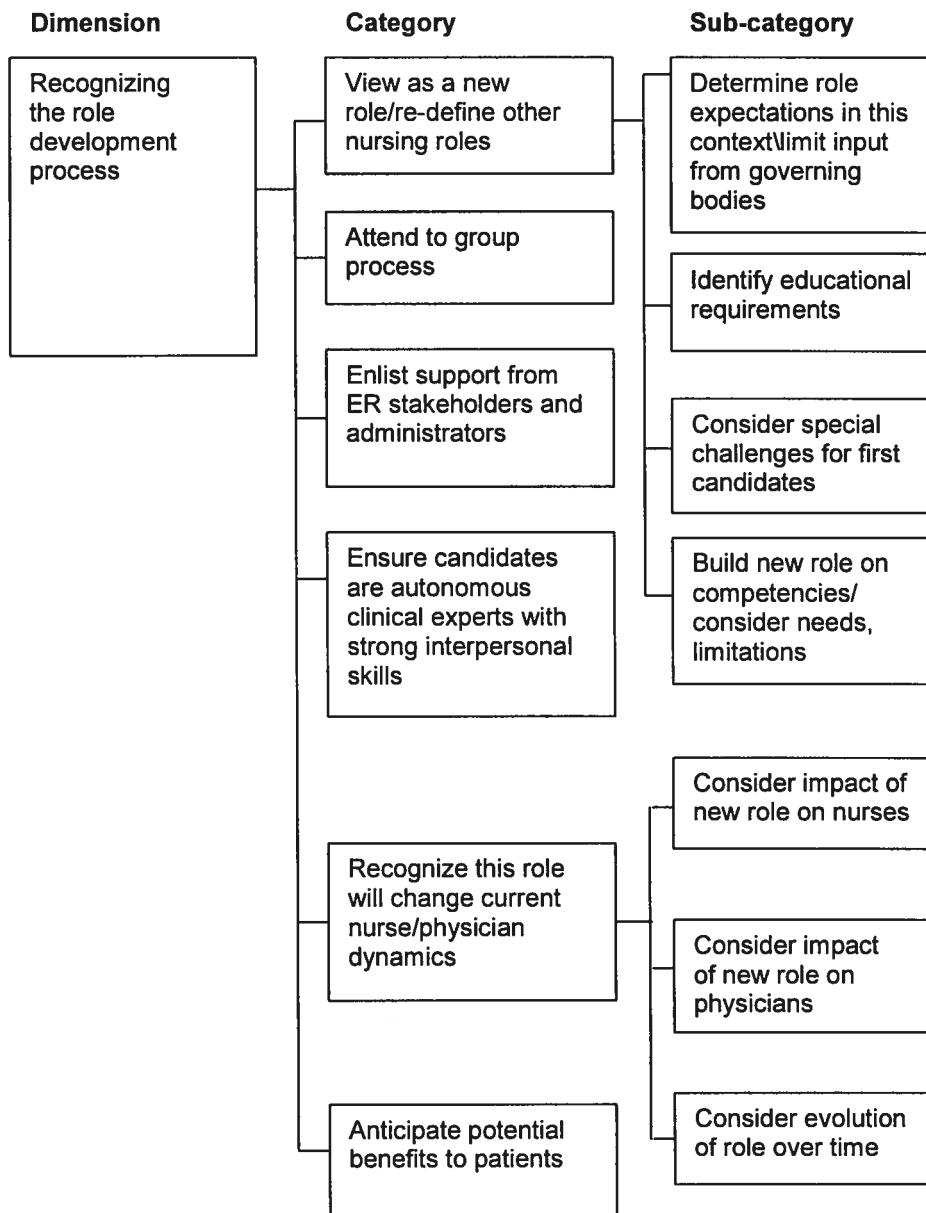 Dimension
Category
Sub-category
Recognizing
the role
development
process
View as a new
role/re-define other
nursing roles
Attend to group
process
Enlist support from
ER stakeholders and
administrators
Ensure candidates
are autonomous
clinical experts with
strong interpersonal
skills
Recognize this role
will change current
nurse/physician
dynamics
Anticipate potential
benefits to patients
Determine role
expectations in this
context\limit input
from governing
bodies
Identify educational
requirements
Consider special
challenges for first
candidates
Build new role on
competencies/
consider needs,
limitations
Consider impact of
new role on nurses
Consider impact
of new role on
physicians
Consider evolution
of role over time